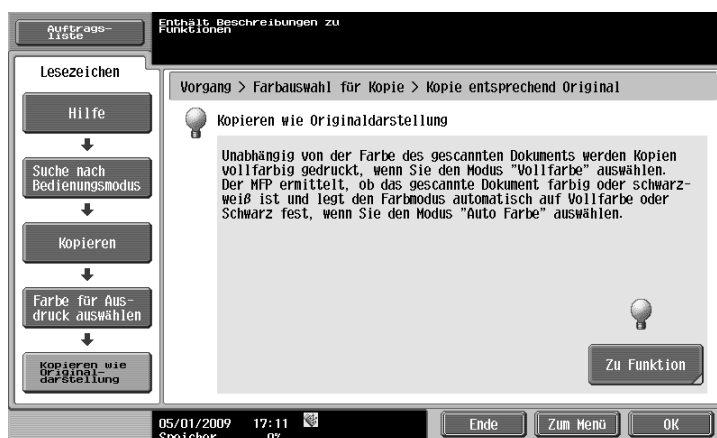 Auftrags-
liste
Enthält Beschreibungen zu
Funktionen
Lesezeichen
Hilfe
Suche nach
Bedienungsmodus
Kopieren
Farbe für Aus-
druck auswählen
Kopieren wie
Original-
darstellung
Vorgang > Farbauswahl für Kopie > Kopie entsprechend Original
Kopieren wie Originaldarstellung
Unabhängig von der Farbe des gescannten Dokuments werden Kopien
vollfarbig gedruckt, wenn Sie den Modus "Vollfarbe" auswählen.
Der MFP ermittelt, ob das gescannte Dokument farbig oder schwarz-
weiß ist und legt den Farbmodus automatisch auf Vollfarbe oder
Schwarz fest, wenn Sie den Modus "Auto Farbe" auswählen.
Zu Funktion
05/01/2009 17:11
Speicher 0%
Ende
Zum Menü
OK